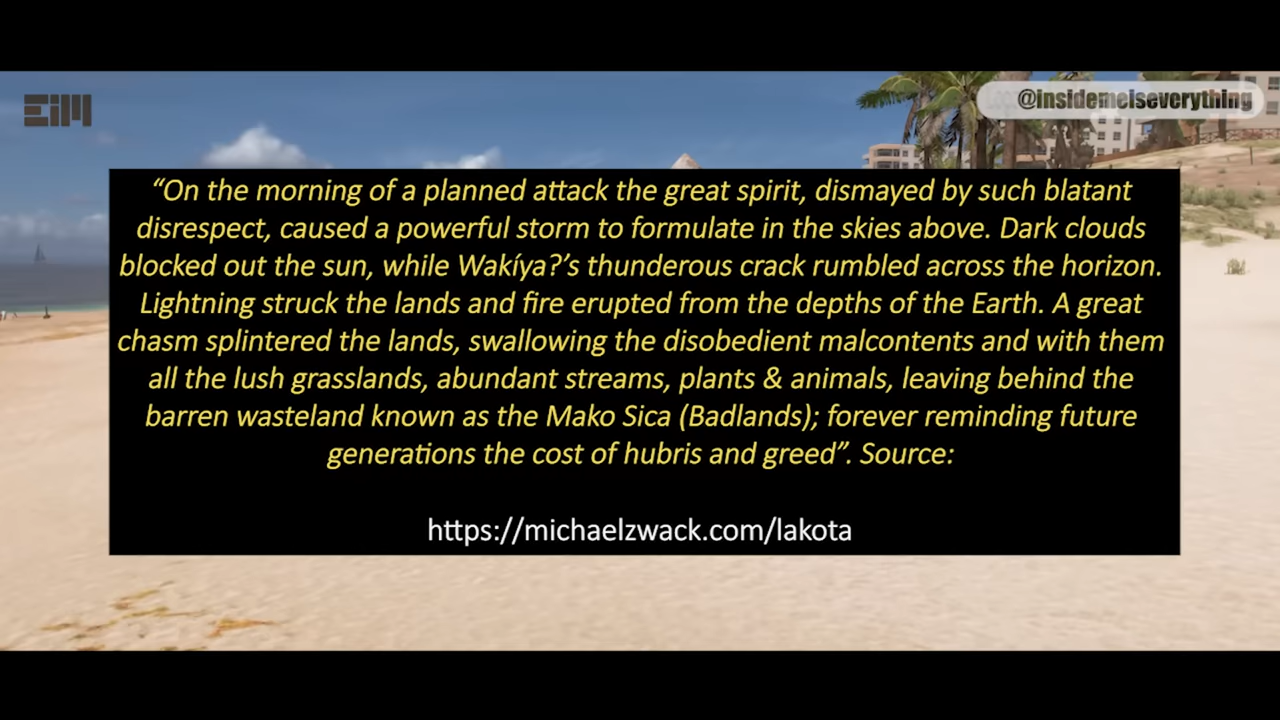 EiM
@insidemeiseverything
“On the morning of a planned attack the great spirit, dismayed by such blatant
disrespect, caused a powerful storm to formulate in the skies above. Dark clouds
blocked out the sun, while Wakíya?’s thunderous crack rumbled across the horizon.
Lightning struck the lands and fire erupted from the depths of the Earth. A great
chasm splintered the lands, swallowing the disobedient malcontents and with them
all the lush grasslands, abundant streams, plants & animals, leaving behind the
barren wasteland known as the Mako Sica (Badlands); forever reminding future
generations the cost of hubris and greed”. Source:
https://michaelzwack.com/lakota